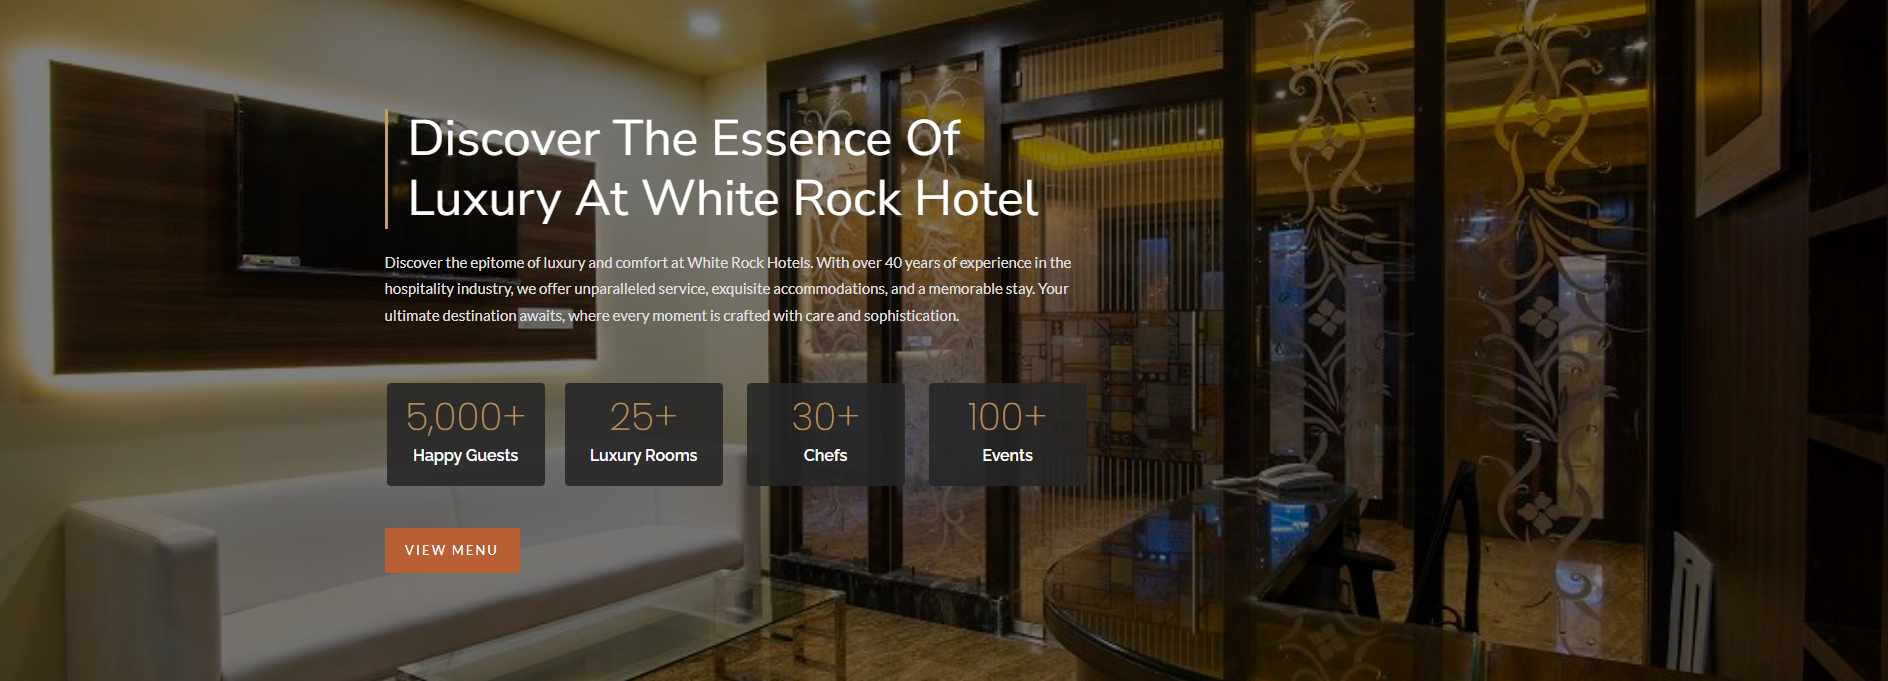 Discover The Essence Of
Luxury At White Rock Hotel
Discover the epitome of luxury and comfort at White Rock Hotels. With over 40 years of experience in the
hospitality industry, we offer unparalleled service, exquisite accommodations, and a memorable stay. Your
ultimate destination awaits, where every moment is crafted with care and sophistication.
5,000+ 25+ 30+ 100+
Happy Guests Luxury Rooms Chefs Events
VIEW MENU